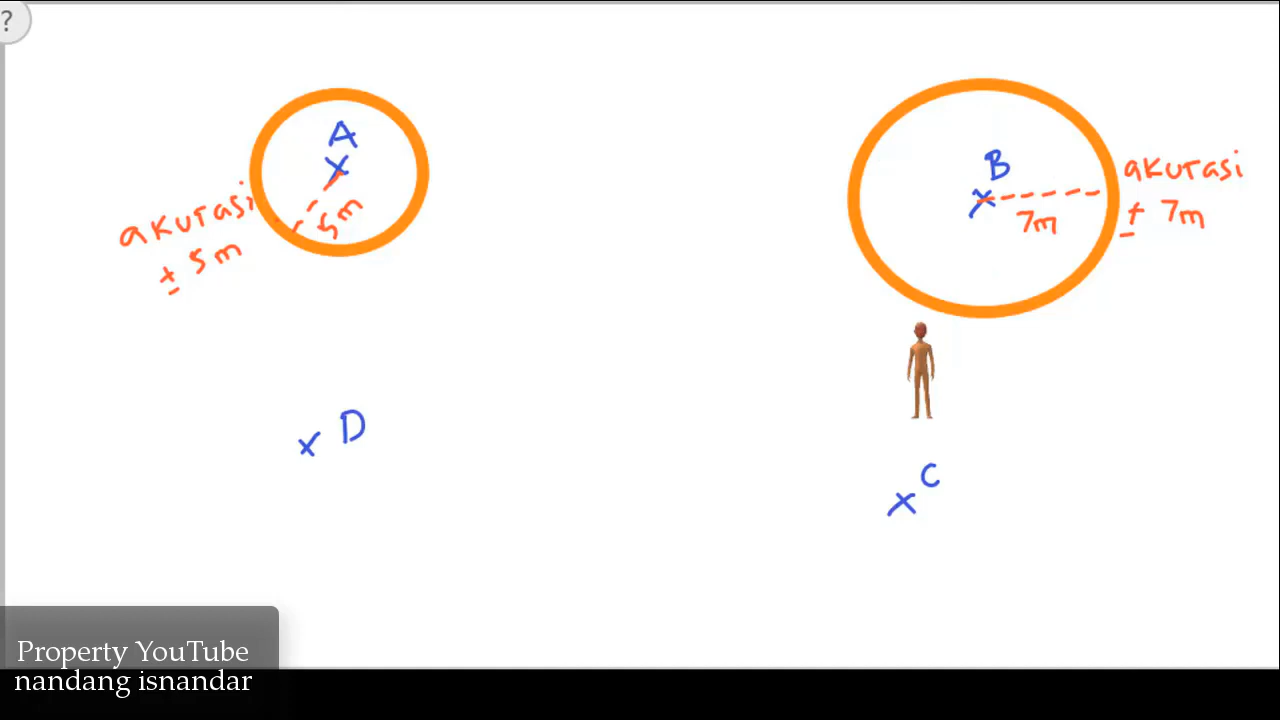 ?
A
5m
akurasi
± 5m
B
7m
akurasi
± 7m
D
C
Property YouTube
nandang isnandar